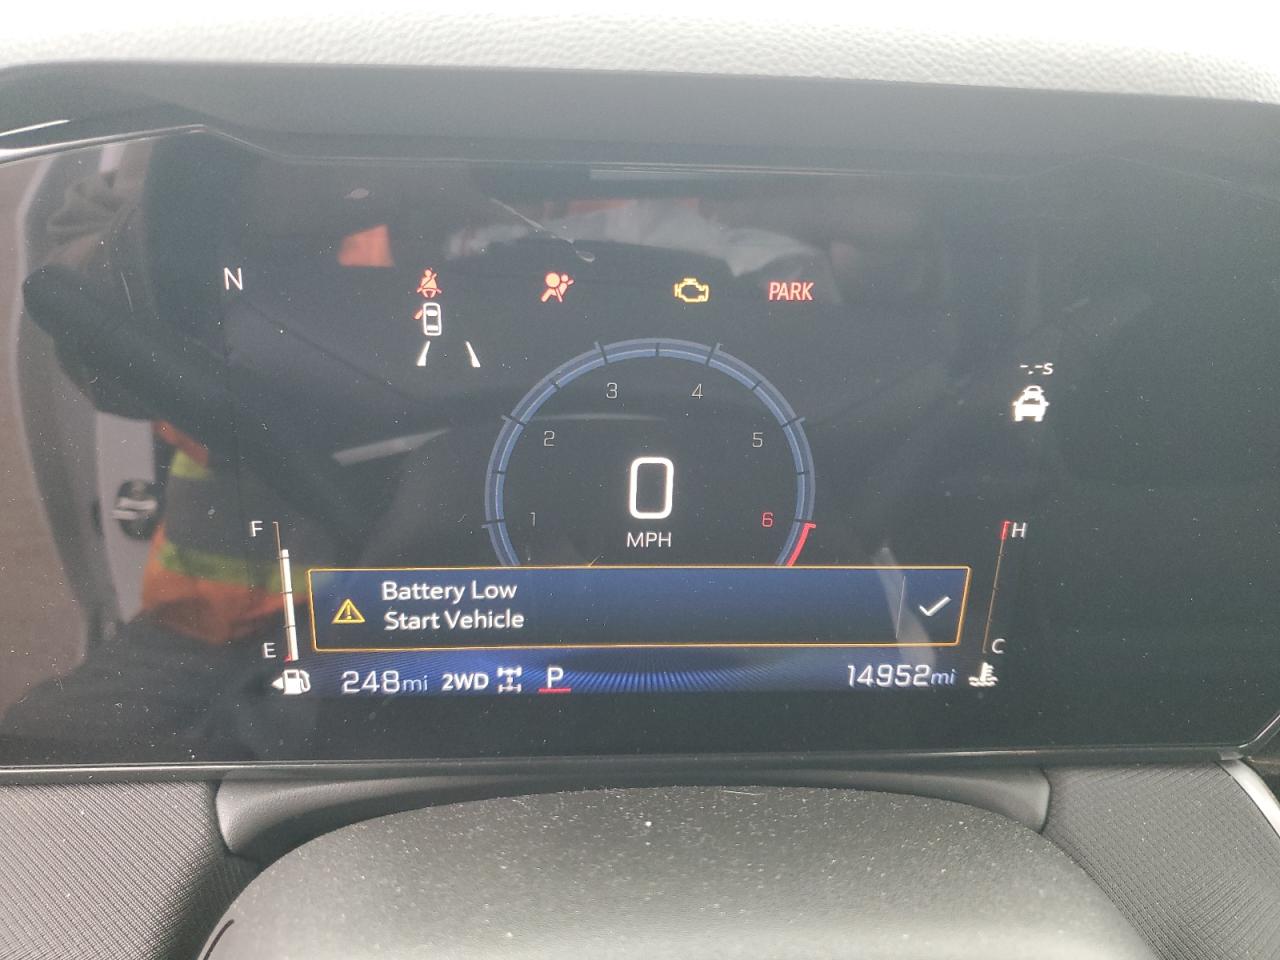 N
PARK
-.-s
3 4
2 5
1 6
0
MPH
F
H
Battery Low
Start Vehicle
E
C
248mi 2WD P 14952mi